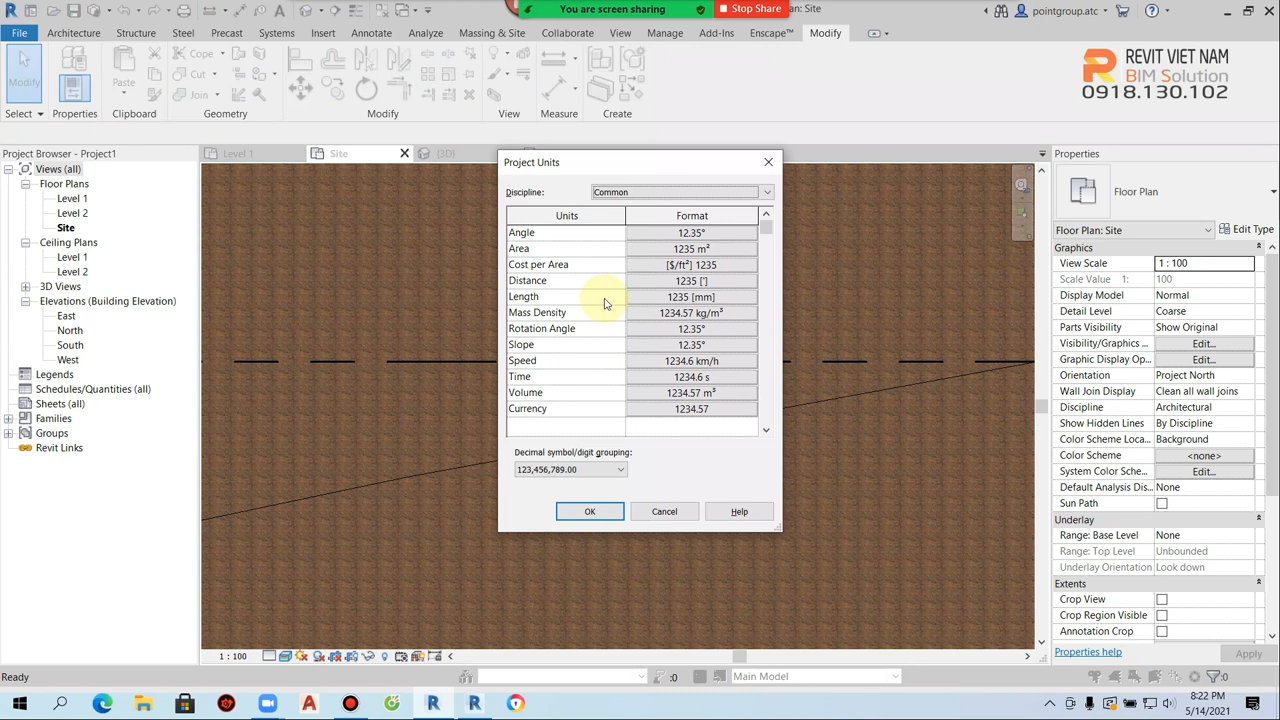 You are screen sharing
Stop Share
Plan: Site
pointgroup.atc
File
Architecture
Structure
Steel
Precast
Systems
Insert
Annotate
Analyze
Massing & Site
Collaborate
View
Manage
Add-Ins
Enscape™
Modify
Modify
Cope
Cut
Join
Paste
Select
Properties
Clipboard
Geometry
Modify
View
Measure
Create
REVIT VIET NAM
BIM Solution
0918.130.102
Project Browser - Project1
Views (all)
Floor Plans
Level 1
Level 2
Site
Ceiling Plans
Level 1
Level 2
3D Views
Elevations (Building Elevation)
East
North
South
West
Legends
Schedules/Quantities (all)
Sheets (all)
Families
Groups
Revit Links
Level 1
Site
{3D}
Project Units
Discipline:
Common
Units Format
Angle 12.35°
Area 1235 m²
Cost per Area [$/ft²] 1235
Distance 1235 [']
Length 1235 [mm]
Mass Density 1234.57 kg/m³
Rotation Angle 12.35°
Slope 12.35°
Speed 1234.6 km/h
Time 1234.6 s
Volume 1234.57 m³
Currency 1234.57
Decimal symbol/digit grouping:
123,456,789.00
OK Cancel Help
Properties
Floor Plan
Floor Plan: Site
Edit Type
Graphics
View Scale 1 : 100
Scale Value 1: 100
Display Model Normal
Detail Level Coarse
Parts Visibility Show Original
Visibility/Graphics Edit...
Graphic Display Op... Edit...
Orientation Project North
Wall Join Display Clean all wall joins
Discipline Architectural
Show Hidden Lines By Discipline
Color Scheme Loca... Background
Color Scheme <none>
System Color Sche... Edit...
Default Analysis Dis... None
Sun Path
Underlay
Range: Base Level None
Range: Top Level Unbounded
Underlay Orientation Look down
Extents
Crop View
Crop Region Visible
Annotation Crop
Properties help
Apply
1 : 100
Ready
:0
Main Model
:0
8:22 PM
5/14/2021